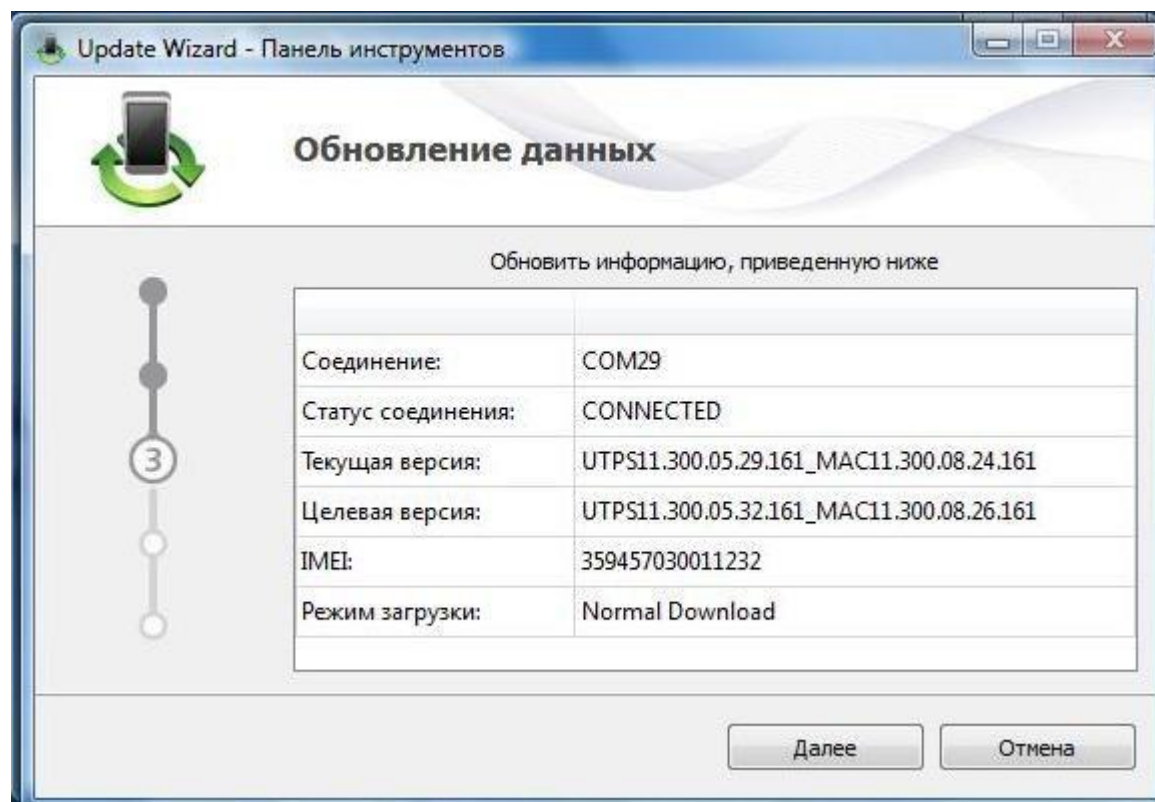 Update Wizard - Панель инструментов
Обновление данных
Обновить информацию, приведенную ниже
Соединение: COM29
Статус соединения: CONNECTED
Текущая версия: UTPS11.300.05.29.161_MAC11.300.08.24.161
3
Целевая версия: UTPS11.300.05.32.161_MAC11.300.08.26.161
IMEI: 359457030011232
Режим загрузки: Normal Download
Далее Отмена